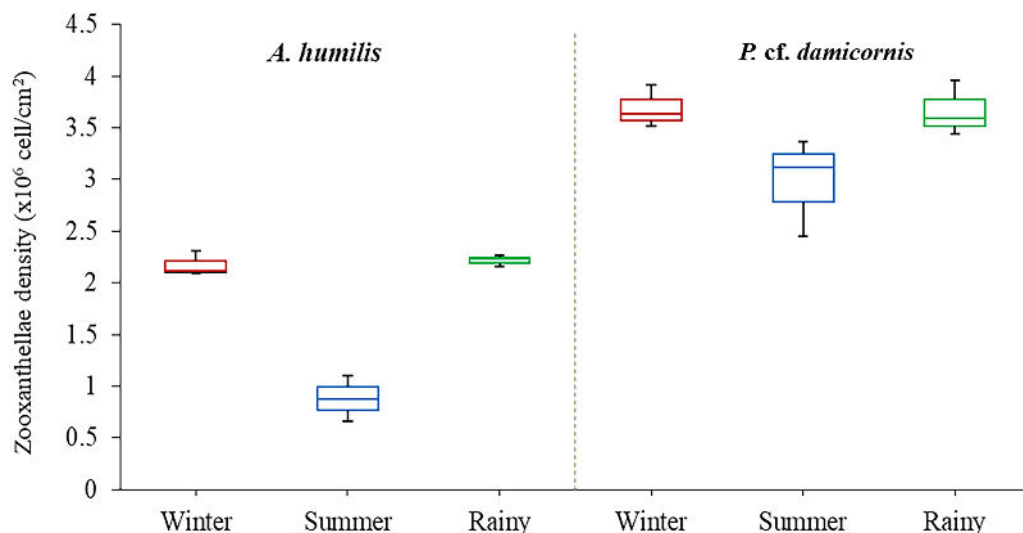 Zooxanthellae density (x10⁶ cell/cm²)
4.5
4
3.5
3
2.5
2
1.5
1
0.5
0
A. humilis
P. cf. damicornis
Winter Summer Rainy Winter Summer Rainy